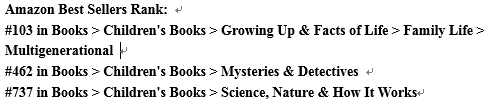 Amazon Best Sellers Rank:
#103 in Books > Children's Books > Growing Up & Facts of Life > Family Life >
Multigenerational
#462 in Books > Children's Books > Mysteries & Detectives
#737 in Books > Children's Books > Science, Nature & How It Works